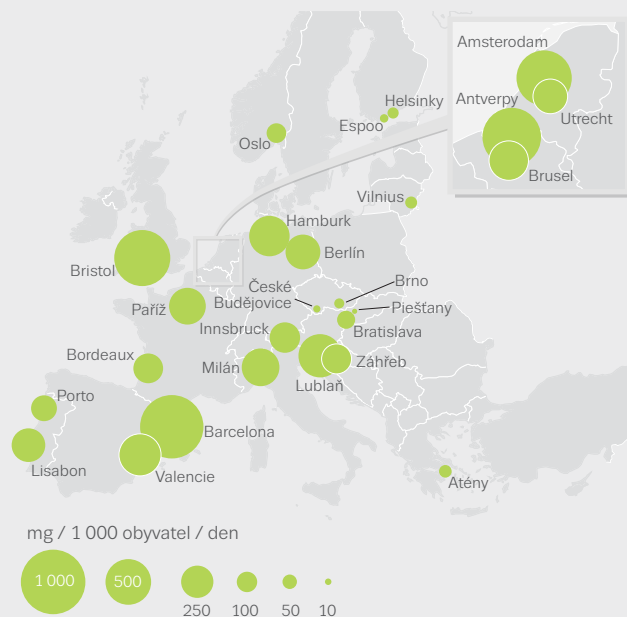 Amsterodam
Antverpy
Utrecht
Brusel
Helsinky
Espoo
Oslo
Vilnius
Hamburk
Berlín
Bristol
České
Budějovice
Brno
Piešťany
Paříž
Innsbruck
Bratislava
Bordeaux
Milán
Záhřeb
Lublaň
Porto
Barcelona
Lisabon
Valencie
Atény
mg / 1 000 obyvatel / den
1 000
500
250
100
50
10